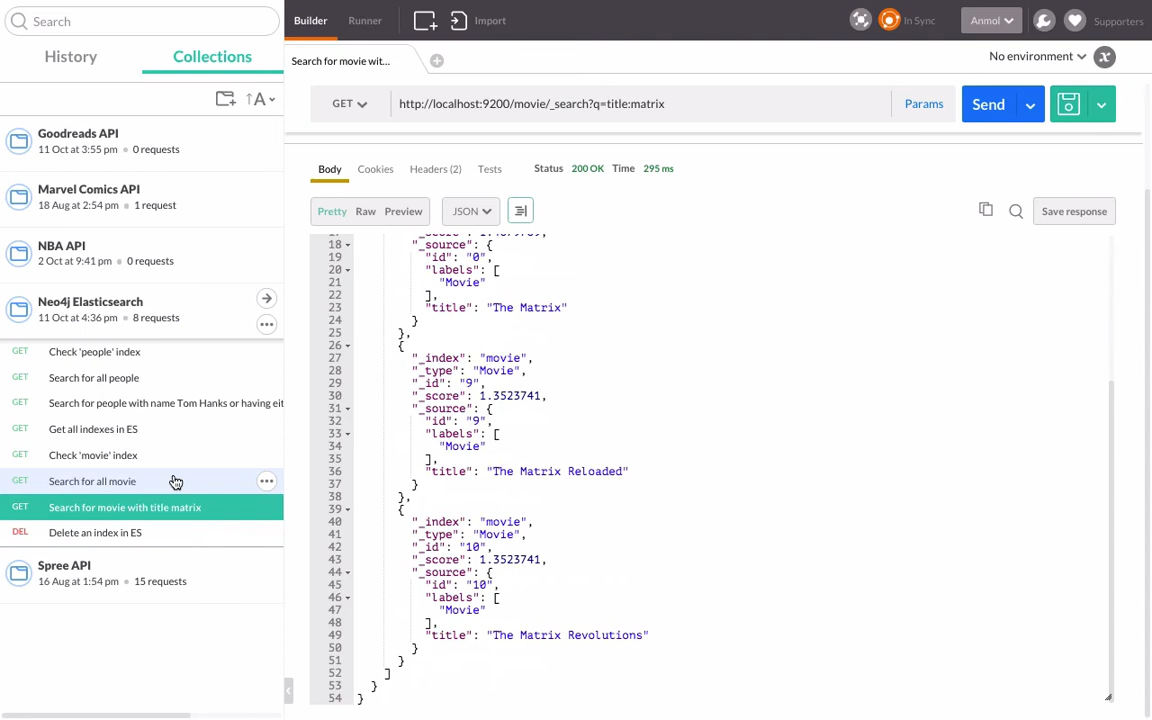 Search
Builder
Runner
Import
In Sync
Anmol
Supporters
History
Collections
Search for movie wit...
No environment
A
GET
http://localhost:9200/movie/_search?q=title:matrix
Params
Send
Goodreads API
11 Oct at 3:55 pm 0 requests
Marvel Comics API
18 Aug at 2:54 pm 1 request
NBA API
2 Oct at 9:41 pm 0 requests
Neo4j Elasticsearch
11 Oct at 4:36 pm 8 requests
GET Check 'people' index
GET Search for all people
GET Search for people with name Tom Hanks or having eit
GET Get all indexes in ES
GET Check 'movie' index
GET Search for all movie
GET Search for movie with title matrix
DEL Delete an index in ES
Spree API
16 Aug at 1:54 pm 15 requests
Body Cookies Headers (2) Tests Status 200 OK Time 295 ms
Pretty Raw Preview JSON Save response
18 "_source": {
19 "id": "0",
20 "labels": [
21 "Movie"
22 ],
23 "title": "The Matrix"
24 }
25 },
26 {
27 "_index": "movie",
28 "_type": "Movie",
29 "_id": "9",
30 "_score": 1.3523741,
31 "_source": {
32 "id": "9",
33 "labels": [
34 "Movie"
35 ],
36 "title": "The Matrix Reloaded"
37 }
38 },
39 {
40 "_index": "movie",
41 "_type": "Movie",
42 "_id": "10",
43 "_score": 1.3523741,
44 "_source": {
45 "id": "10",
46 "labels": [
47 "Movie"
48 ],
49 "title": "The Matrix Revolutions"
50 }
51 }
52 ]
53 }
54 }